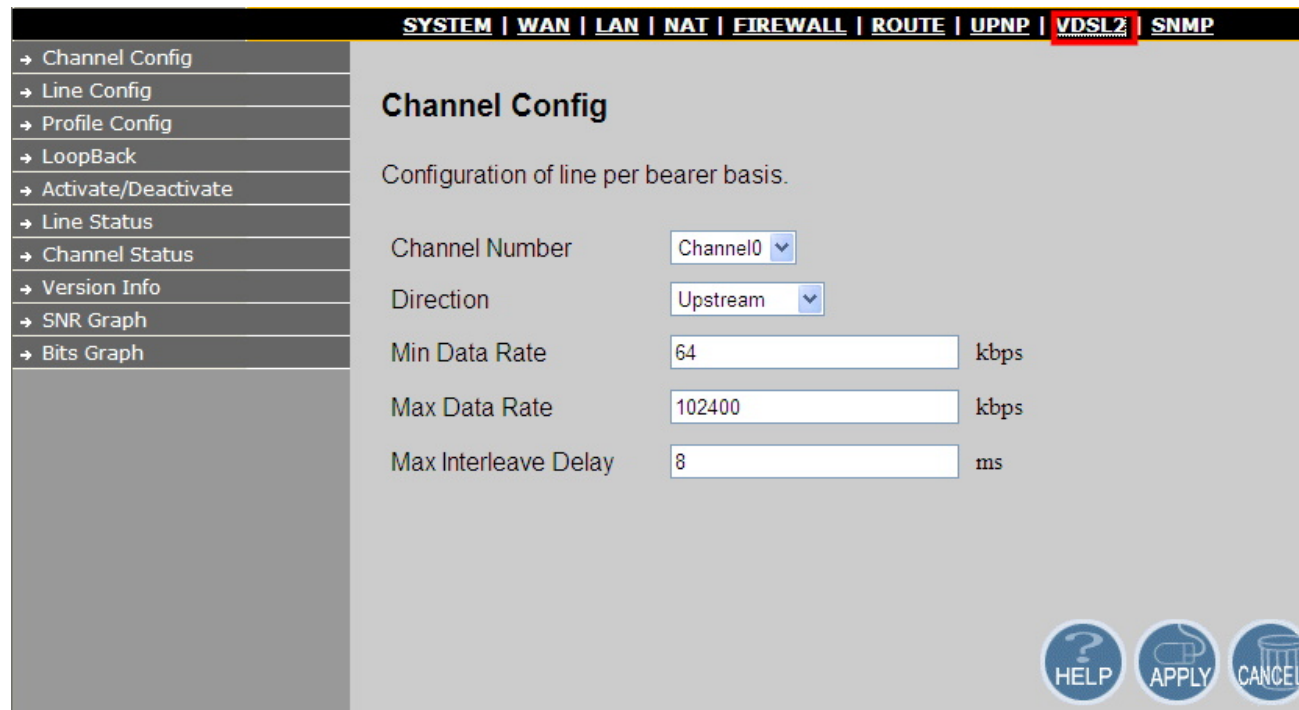 SYSTEM | WAN | LAN | NAT | FIREWALL | ROUTE | UPNP | VDSL2 | SNMP
Channel Config
Line Config
Profile Config
LoopBack
Activate/Deactivate
Line Status
Channel Status
Version Info
SNR Graph
Bits Graph
Channel Config
Configuration of line per bearer basis.
Channel Number Channel0
Direction Upstream
Min Data Rate 64 kbps
Max Data Rate 102400 kbps
Max Interleave Delay 8 ms
HELP APPLY CANCEL